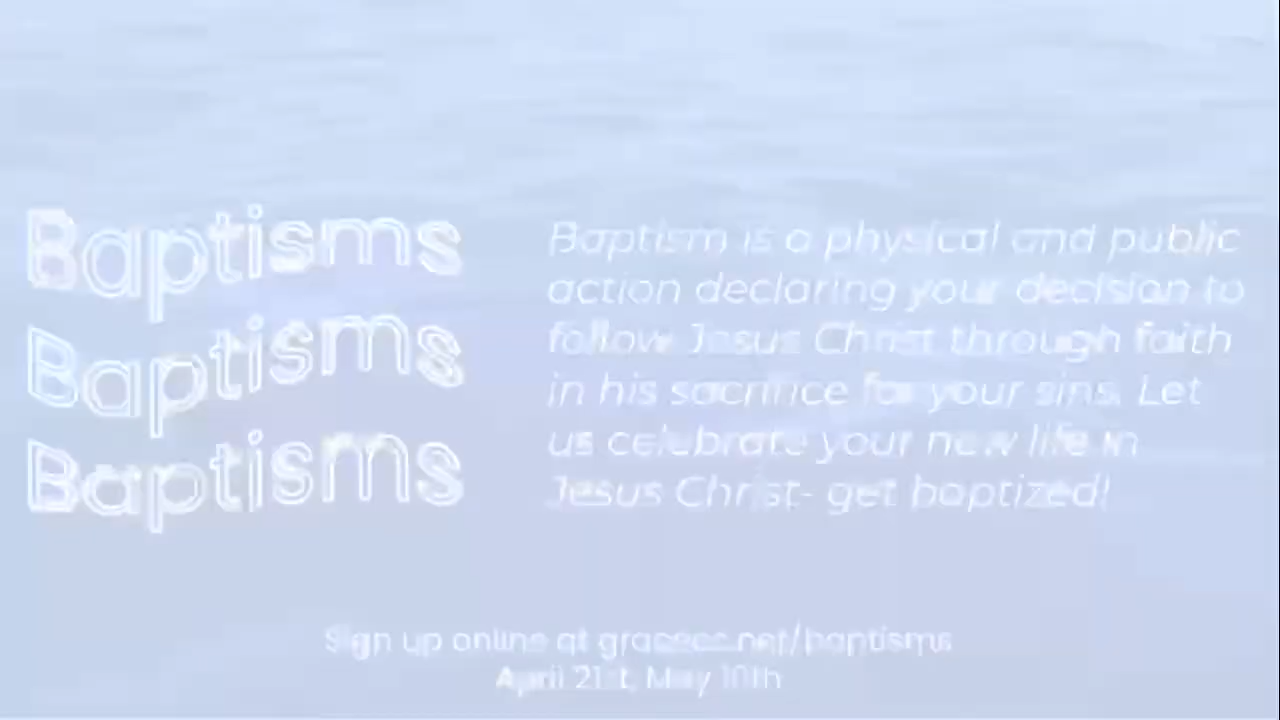 Baptisms
Baptisms
Baptisms
Baptism is a physical and public
action declaring your decision to
follow Jesus Christ through faith
in his sacrifice for your sins. Let
us celebrate your new life in
Jesus Christ- get baptized!
Sign up online at
April 21st, May